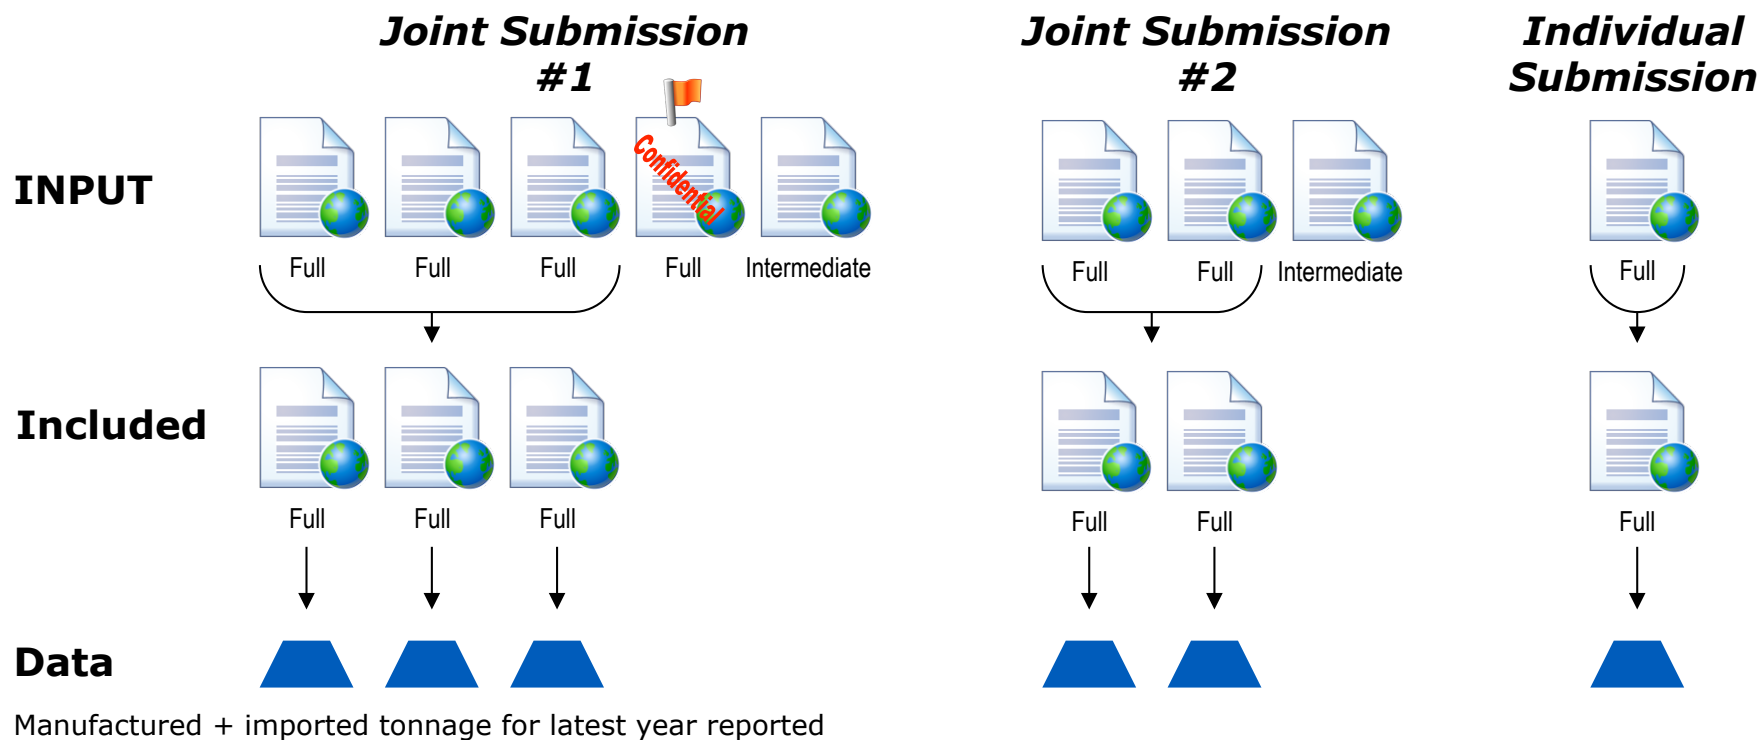 Joint Submission
#1
Joint Submission
#2
Individual
Submission
INPUT
Confidential
Full
Full
Full
Full
Intermediate
Full
Full
Intermediate
Full
Included
Full
Full
Full
Full
Full
Full
Data
Manufactured + imported tonnage for latest year reported